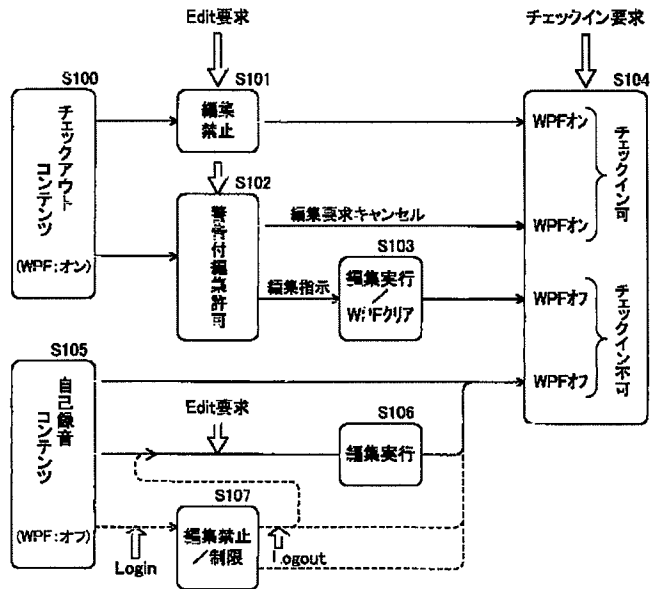 Edit要求
チェックイン要求
S100
S101
S104
チェックアウト
コンテンツ
(WPF:オン)
編集
禁止
S102
警告付編集許可
編集要求キャンセル
編集指示
S103
編集実行
/
WPFクリア
WPFオン
WPFオン
チェックイン可
WPFオフ
WPFオフ
チェックイン不可
S105
自己録音
コンテンツ
(WPF:オフ)
Edit要求
S106
編集実行
S107
編集禁止
/制限
Login
Logout